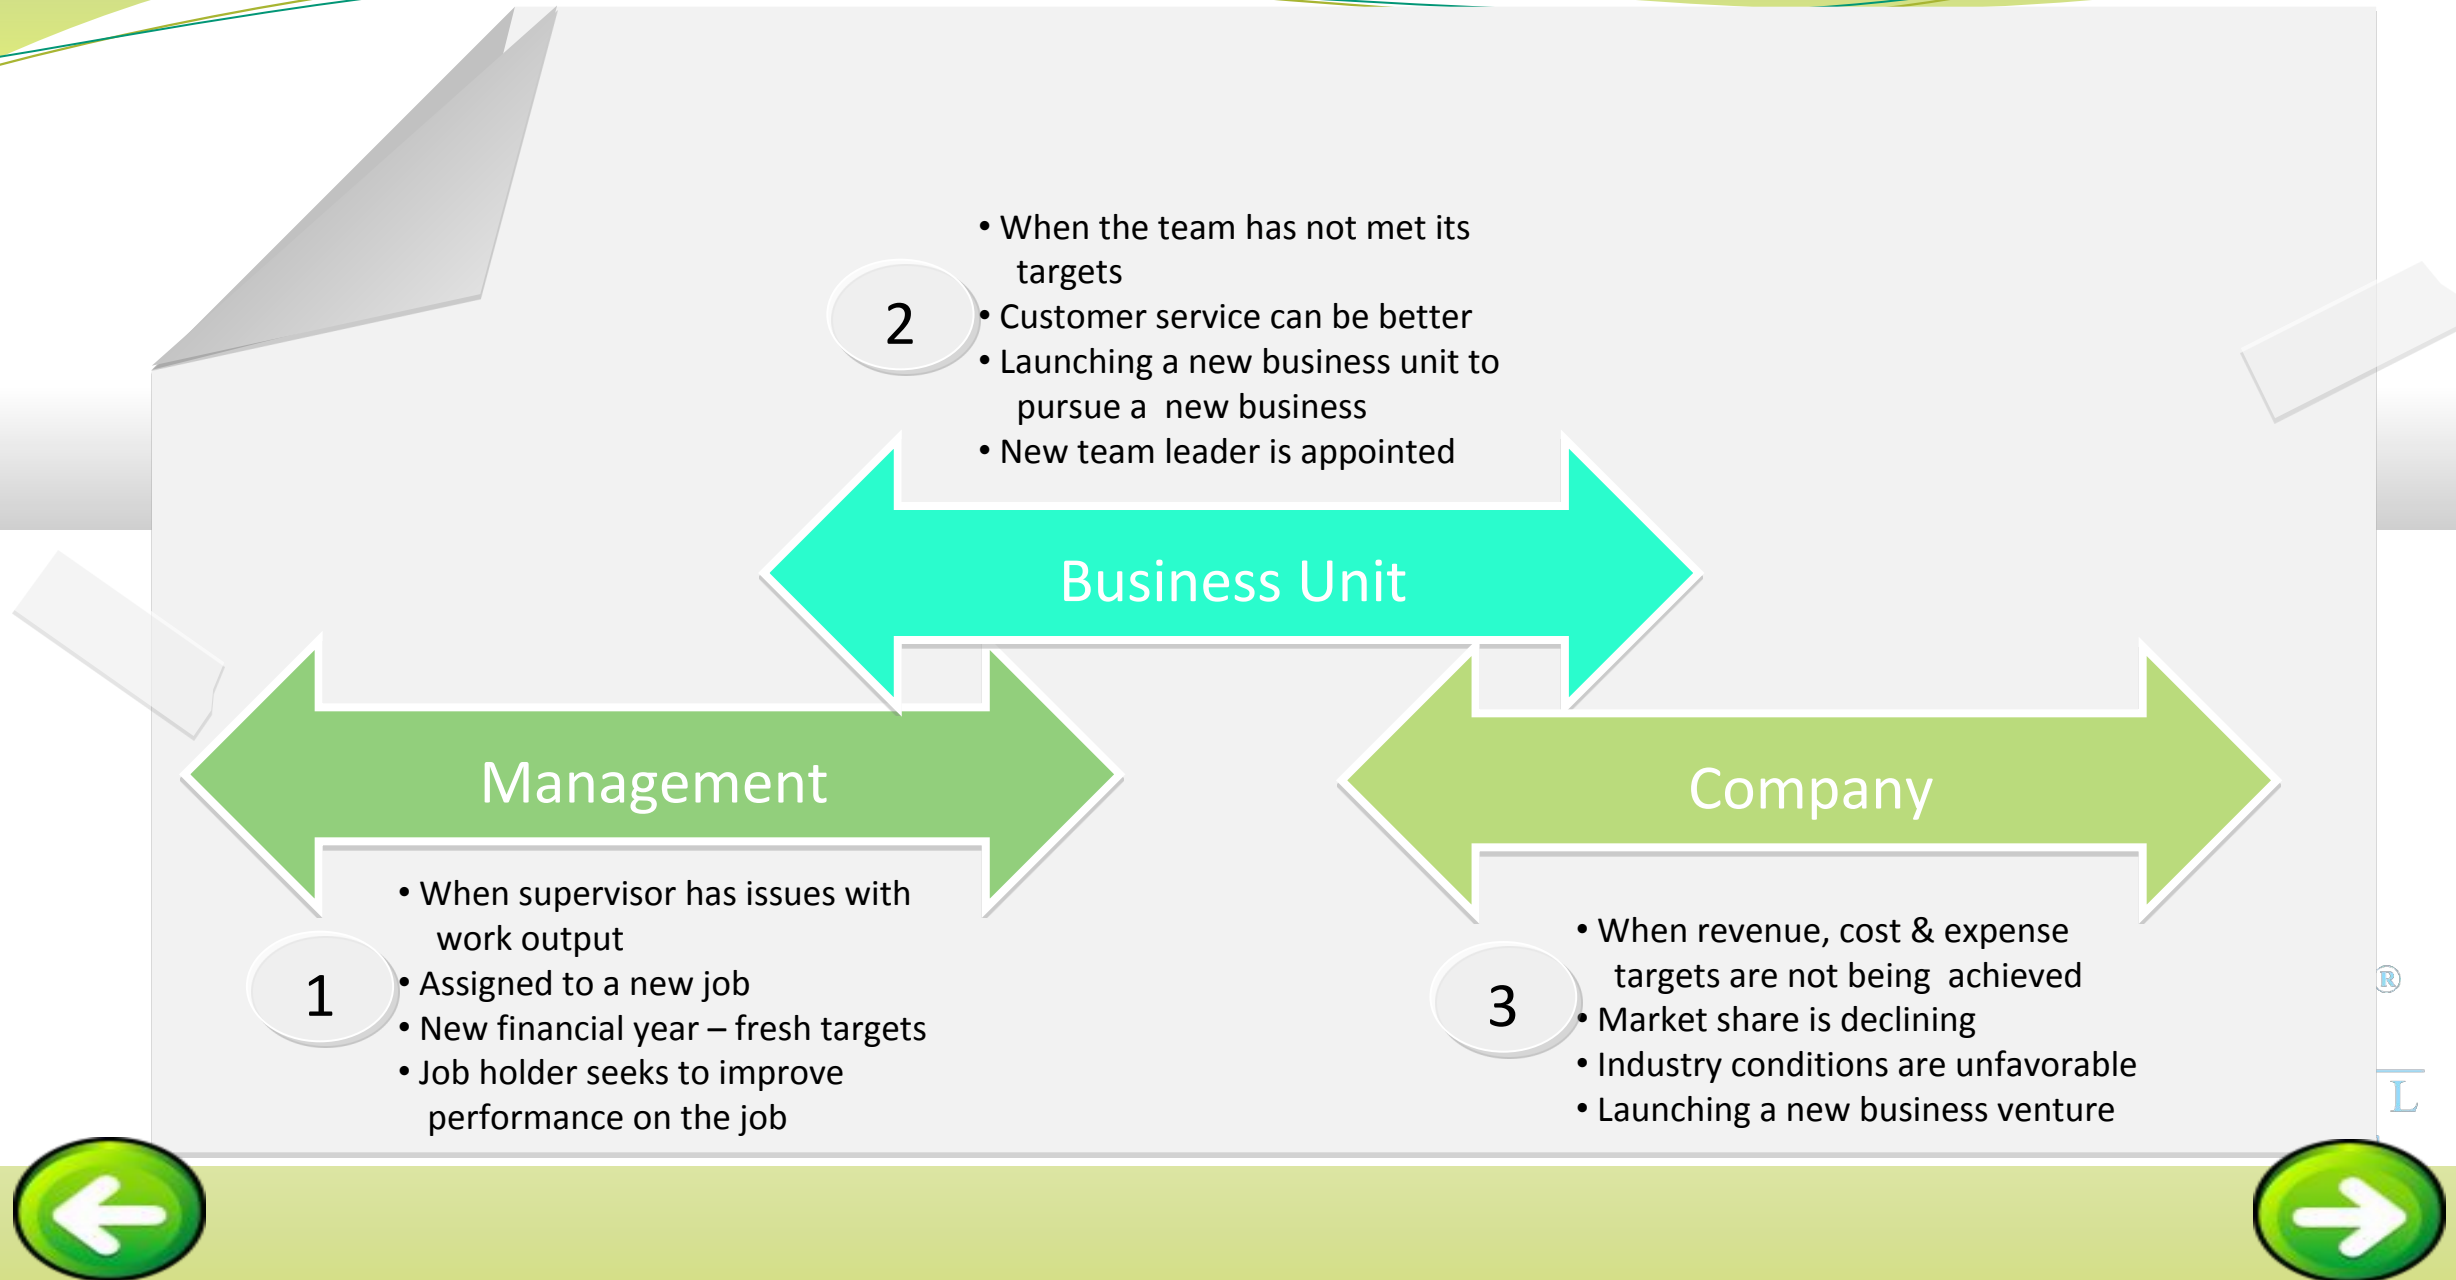 • When the team has not met its
targets
2
• Customer service can be better
• Launching a new business unit to
pursue a  new business
• New team leader is appointed
Business Unit
Management
• When supervisor has issues with
work output
1
• Assigned to a new job
• New financial year – fresh targets
• Job holder seeks to improve
performance on the job
Company
• When revenue, cost & expense
targets are not being  achieved
3
• Market share is declining
• Industry conditions are unfavorable
• Launching a new business venture
®
L